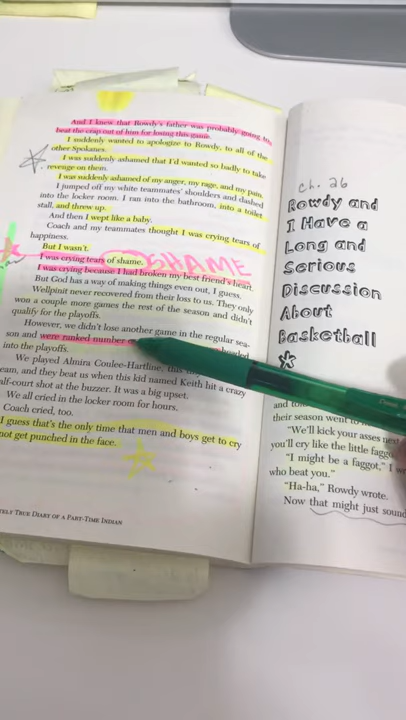 And I knew that Rowdy's father was probably going to
beat the crap out of him for losing this game.
I suddenly wanted to apologize to Rowdy, to all of the
other Spokanes.
I was suddenly ashamed that I'd wanted so badly to take
revenge on them.
I was suddenly ashamed of my anger, my rage, and my pain.
I jumped off my white teammates' shoulders and dashed
into the locker room. I ran into the bathroom, into a toilet
stall, and threw up.
And then I wept like a baby.
Coach and my teammates thought I was crying tears of
happiness.
But I wasn't.
I was crying tears of shame.
SHAME
I was crying because I had broken my best friend's heart.
But God has a way of making things even out, I guess.
Wellpinit never recovered from their loss to us. They only
won a couple more games the rest of the season and didn't
qualify for the playoffs.
However, we didn't lose another game in the regular sea-
son and were ranked number
into the playoffs.
We played Almira Coulee-Hartline, this
eam, and they beat us when this kid named Keith hit a crazy
alf-court shot at the buzzer. It was a big upset.
We all cried in the locker room for hours.
Coach cried, too.
I guess that's the only time that men and boys get to cry
not get punched in the face.
TELY TRUE DIARY OF A PART-TIME INDIAN
Ch. 26
Rowdy and
I Have a
Long and
Serious
Discussion
About
Basketball
their season went to
"We'll kick your asses next
you'll cry like the little faggot
"I might be a faggot," I w
who beat you."
"Ha-ha," Rowdy wrote.
Now that might just sound